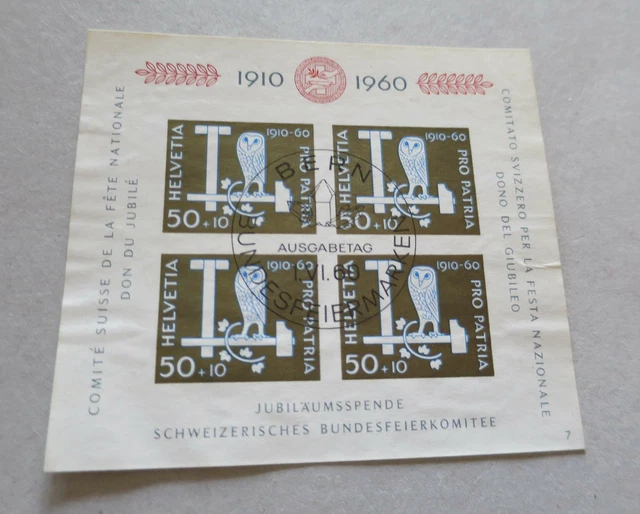 1910 1960
COMITÉ SUISSE DE LA FÊTE NATIONALE
DON DU JUBILÉ
COMITATO SVIZZERO PER LA FESTA NAZIONALE
DONO DEL GIUBILEO
HELVETIA 1910-60 PRO PATRIA 50+10
HELVETIA 1910-60 PRO PATRIA 50+10
BERN
AUSGABETAG
1.VI.60
BUNDESFEIERMARKEN
HELVETIA 1910-60 PRO PATRIA 50+10
HELVETIA 1910-60 PRO PATRIA 50+10
JUBILÄUMSSPENDE
SCHWEIZERISCHES BUNDESFEIERKOMITEE
7